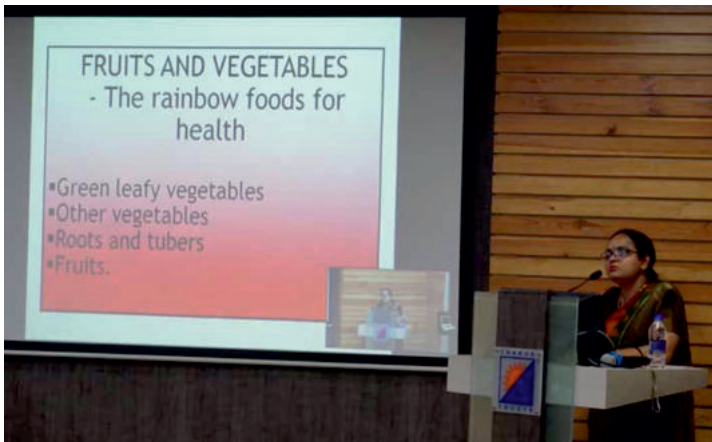 FRUITS AND VEGETABLES
- The rainbow foods for
health
▪Green leafy vegetables
▪Other vegetables
▪Roots and tubers
▪Fruits.